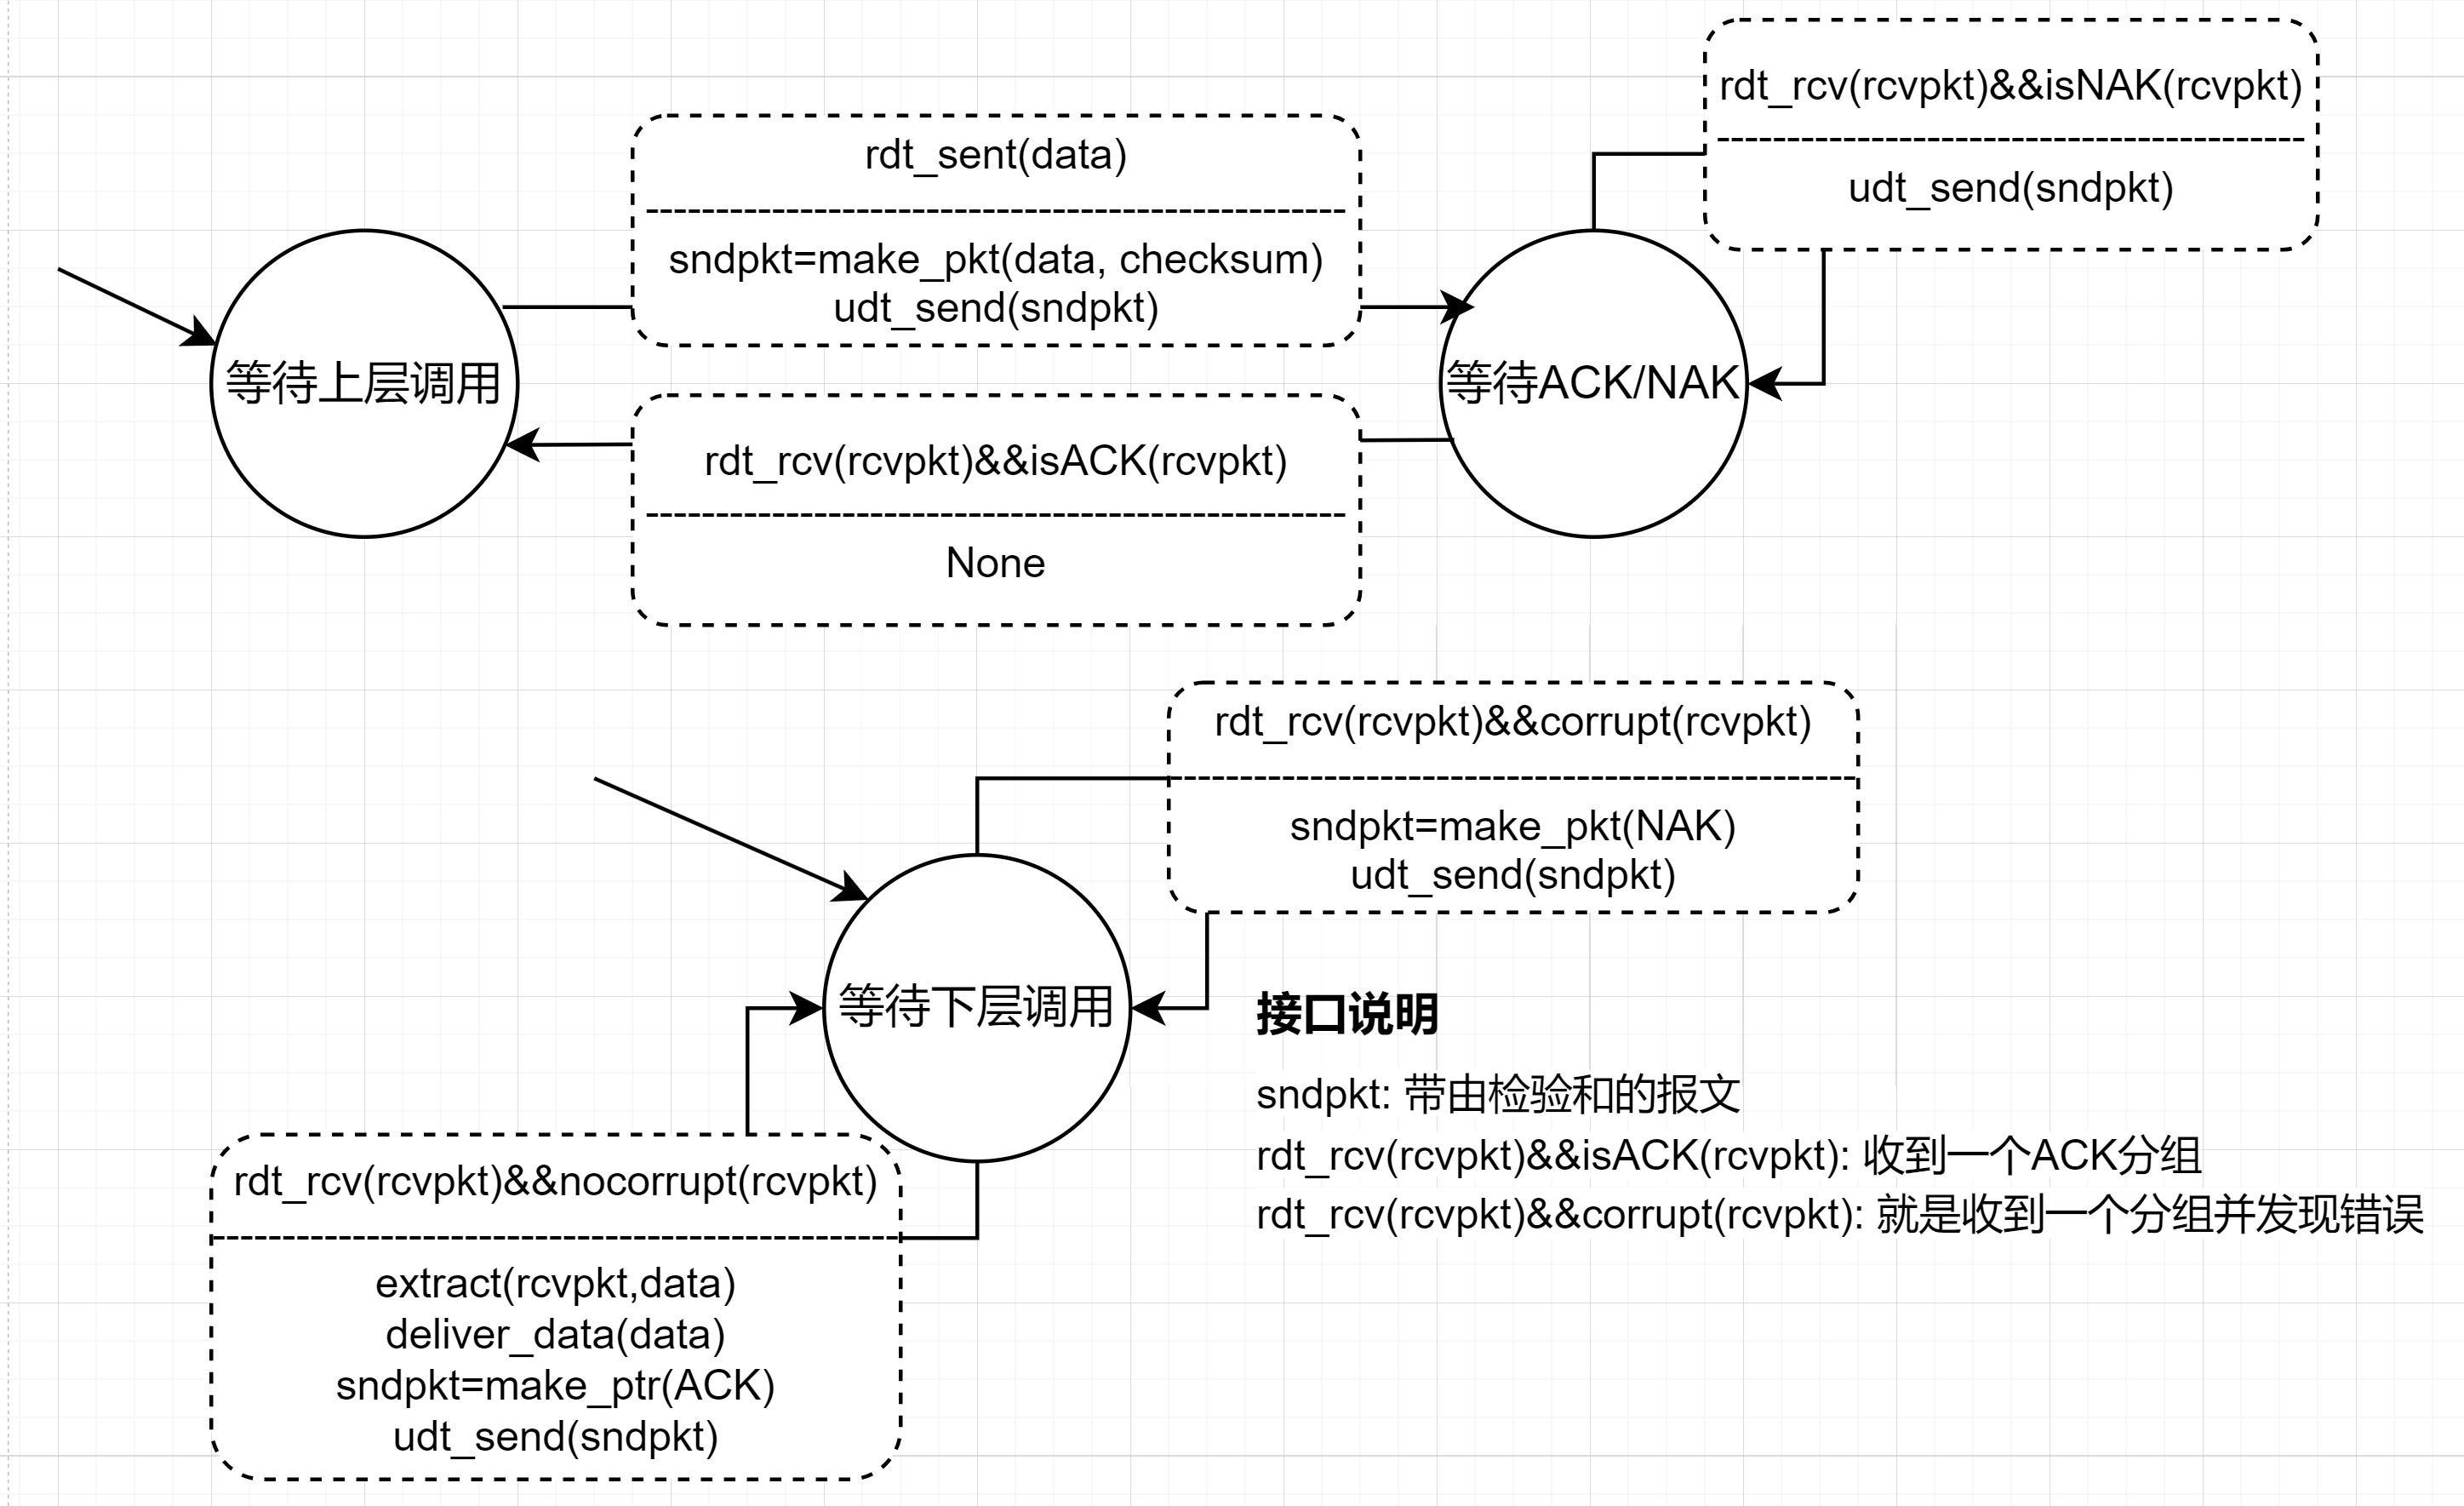 rdt_rcv(rcvpkt)&&isNAK(rcvpkt)
udt_send(sndpkt)
rdt_sent(data)
sndpkt=make_pkt(data, checksum)
udt_send(sndpkt)
等待上层调用
等待ACK/NAK
rdt_rcv(rcvpkt)&&isACK(rcvpkt)
None
rdt_rcv(rcvpkt)&&corrupt(rcvpkt)
sndpkt=make_pkt(NAK)
udt_send(sndpkt)
等待下层调用
rdt_rcv(rcvpkt)&&nocorrupt(rcvpkt)
extract(rcvpkt,data)
deliver_data(data)
sndpkt=make_ptr(ACK)
udt_send(sndpkt)
接口说明
sndpkt: 带由检验和的报文
rdt_rcv(rcvpkt)&&isACK(rcvpkt): 收到一个ACK分组
rdt_rcv(rcvpkt)&&corrupt(rcvpkt): 就是收到一个分组并发现错误